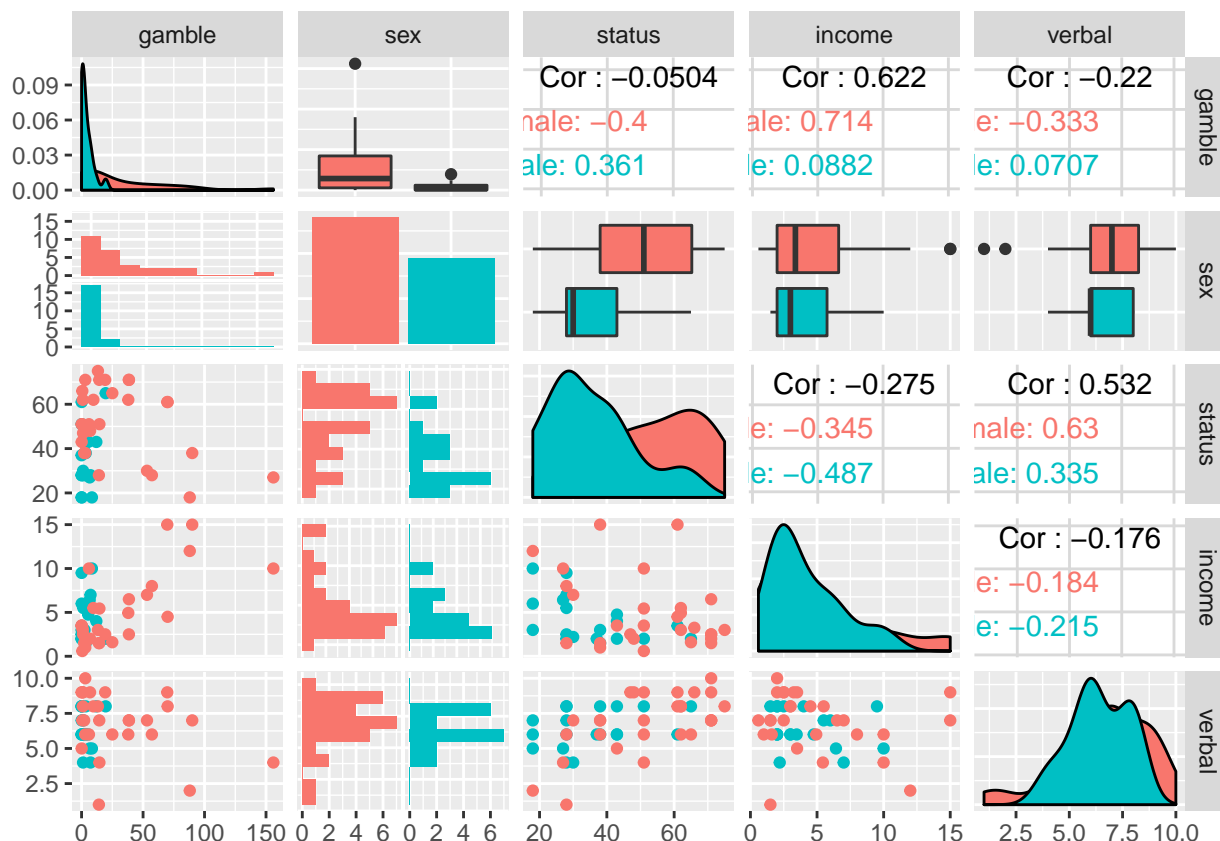 gamble sex status income verbal
Cor : −0.0504 Cor : 0.622 Cor : −0.22
nale: −0.4 ale: 0.714 e: −0.333
ale: 0.361 le: 0.0882 le: 0.0707
gamble
0.09
0.06
0.03
0.00
sex
15
10
5
0
15
10
5
0
Cor : −0.275 Cor : 0.532
e: −0.345 nale: 0.63
le: −0.487 ale: 0.335
status
60
40
20
Cor : −0.176
e: −0.184
e: −0.215
income
15
10
5
0
verbal
10.0
7.5
5.0
2.5
0 50 100 150 0 2 4 6 0 2 4 6 20 40 60 0 5 10 15 2.5 5.0 7.5 10.0